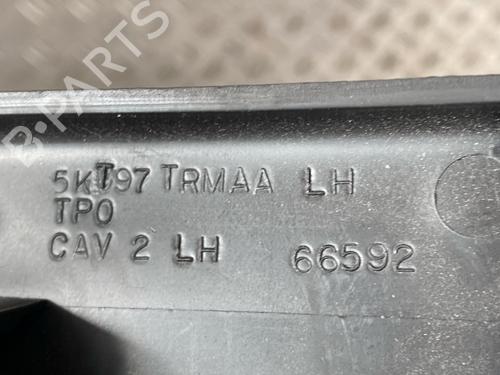 B-PARTS
5KT97 TRMAA LH
TPO
CAV 2 LH 66592